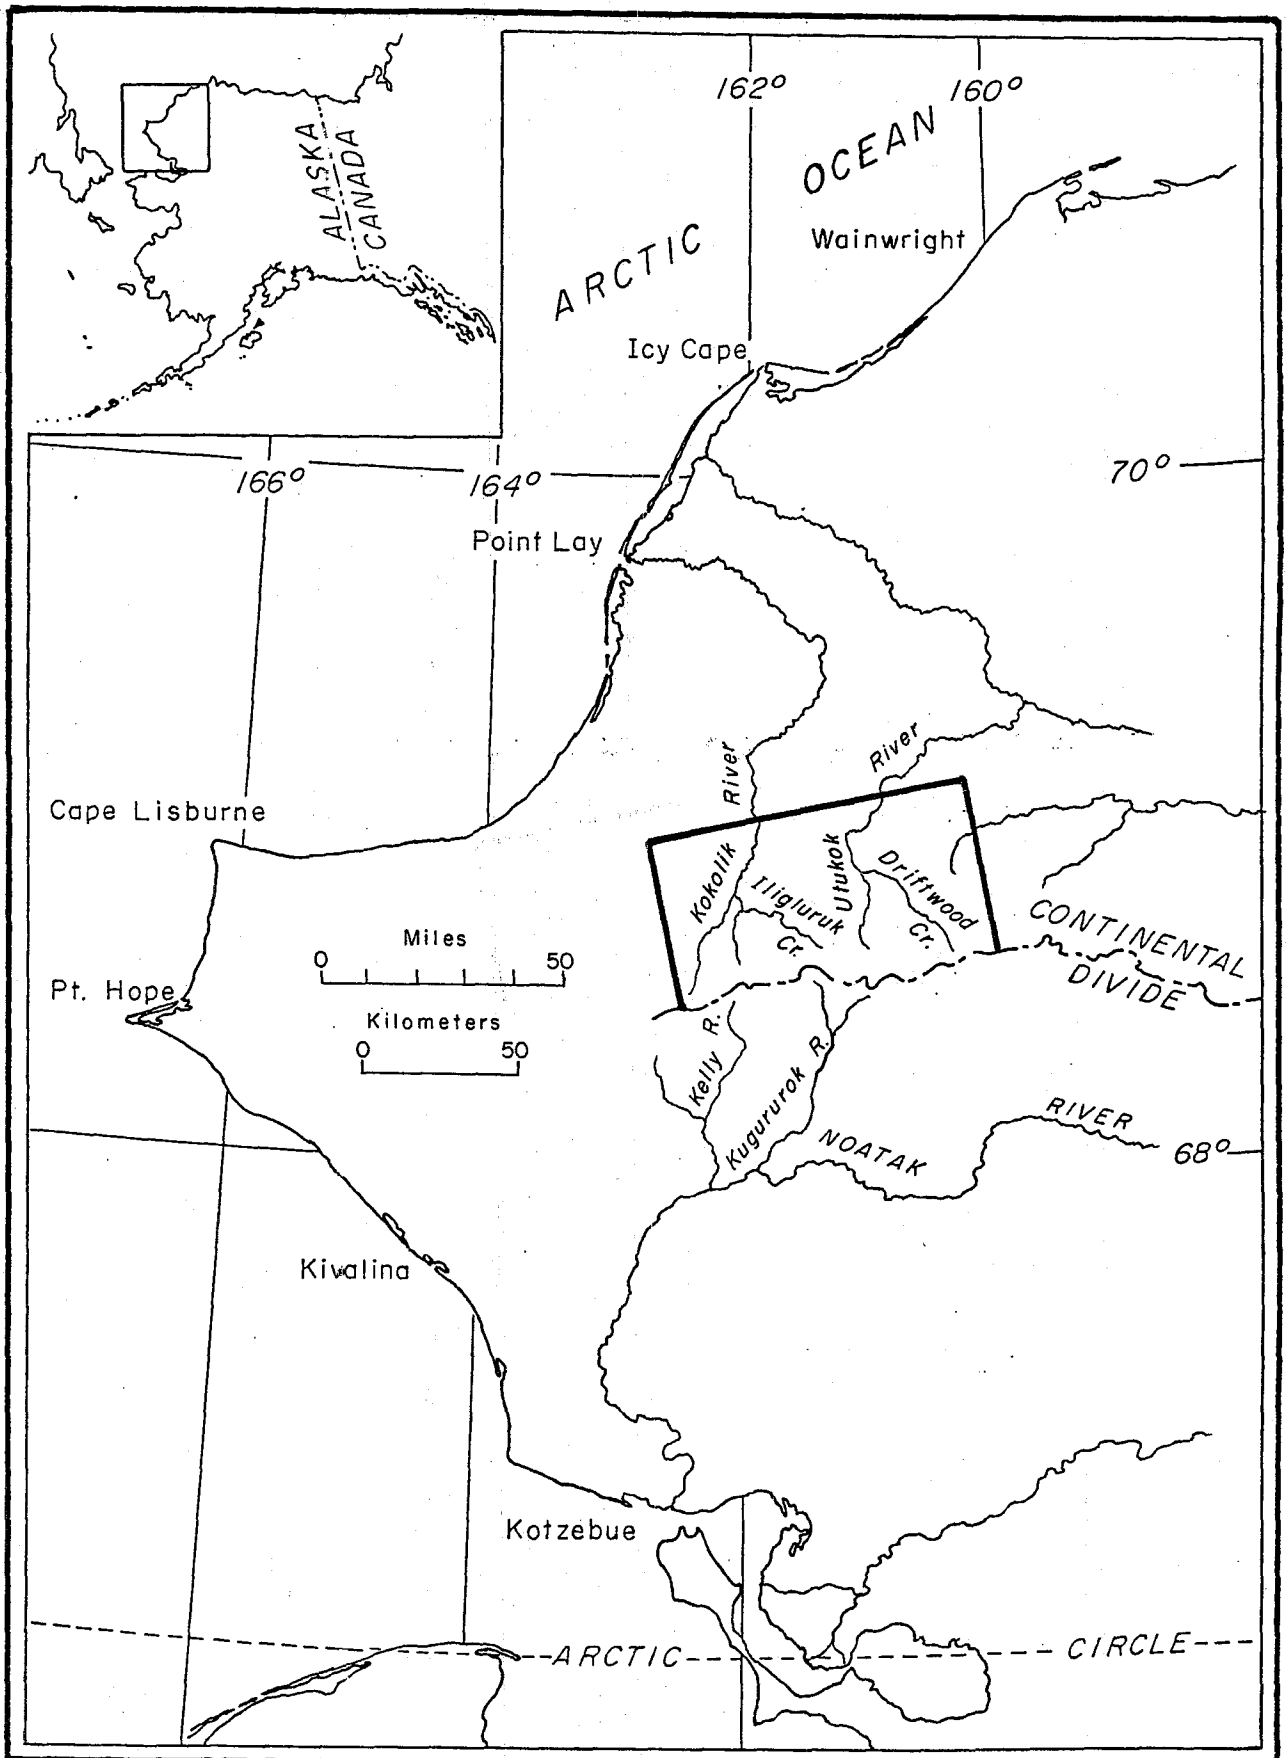 162°
160°
ALASKA
CANADA
ARCTIC
OCEAN
Wainwright
Icy Cape
166°
164°
70°
Point Lay
River
River
Cape Lisburne
Kokolik
Iligluruk
Cr.
Utukok
Driftwood
Cr.
CONTINENTAL
DIVIDE
Miles
0
50
Pt. Hope
Kilometers
0
50
Kelly
R.
Kugururok
R.
NOATAK
RIVER
68°
Kivalina
Kotzebue
ARCTIC
CIRCLE